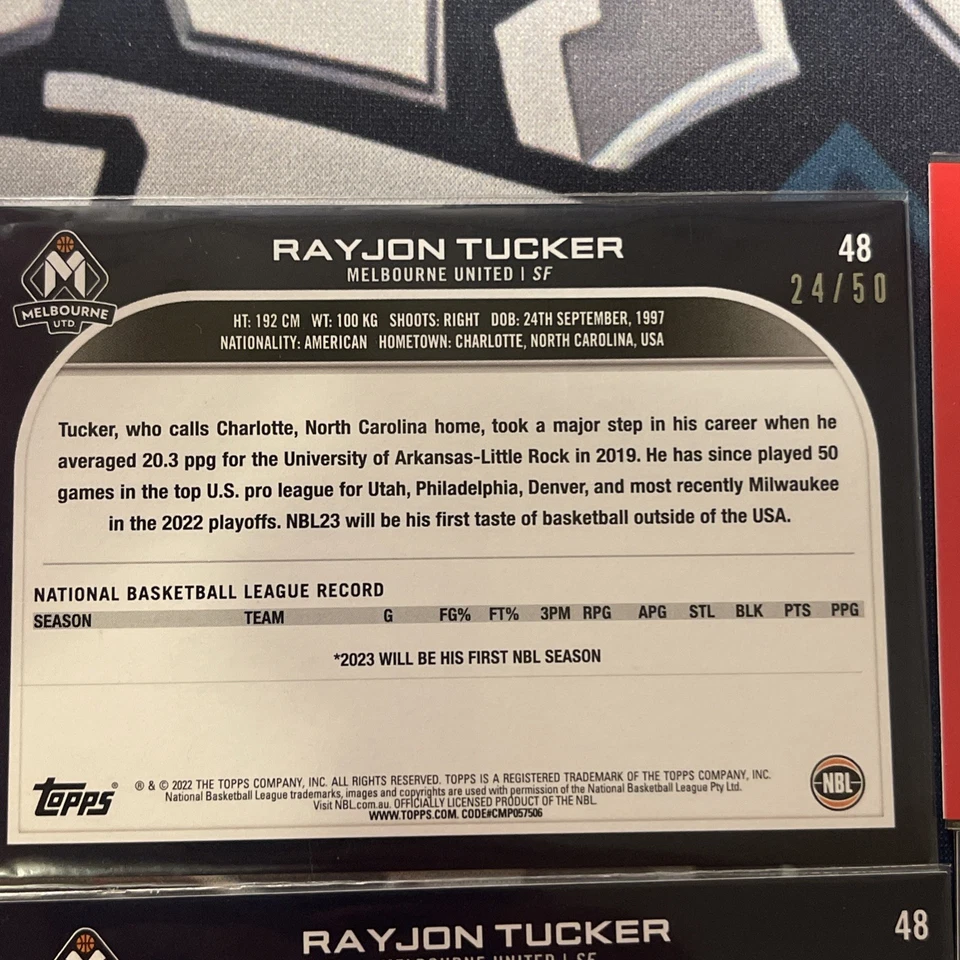 RAYJON TUCKER
48
MELBOURNE UNITED | SF
24/50
MELBOURNE
UTD
HT: 192 CM WT: 100 KG SHOOTS: RIGHT DOB: 24TH SEPTEMBER, 1997
NATIONALITY: AMERICAN HOMETOWN: CHARLOTTE, NORTH CAROLINA, USA
Tucker, who calls Charlotte, North Carolina home, took a major step in his career when he
averaged 20.3 ppg for the University of Arkansas-Little Rock in 2019. He has since played 50
games in the top U.S. pro league for Utah, Philadelphia, Denver, and most recently Milwaukee
in the 2022 playoffs. NBL23 will be his first taste of basketball outside of the USA.
NATIONAL BASKETBALL LEAGUE RECORD
SEASON TEAM G FG% FT% 3PM RPG APG STL BLK PTS PPG
*2023 WILL BE HIS FIRST NBL SEASON
topps®
® & © 2022 THE TOPPS COMPANY, INC. ALL RIGHTS RESERVED. TOPPS IS A REGISTERED TRADEMARK OF THE TOPPS COMPANY, INC.
National Basketball League trademarks, images and copyrights are used with permission of the National Basketball League Pty Ltd.
Visit NBL.com.au. OFFICIALLY LICENSED PRODUCT OF THE NBL.
WWW.TOPPS.COM. CODE#CMP057506
NBL
RAYJON TUCKER
48
MELBOURNE UNITED | SF